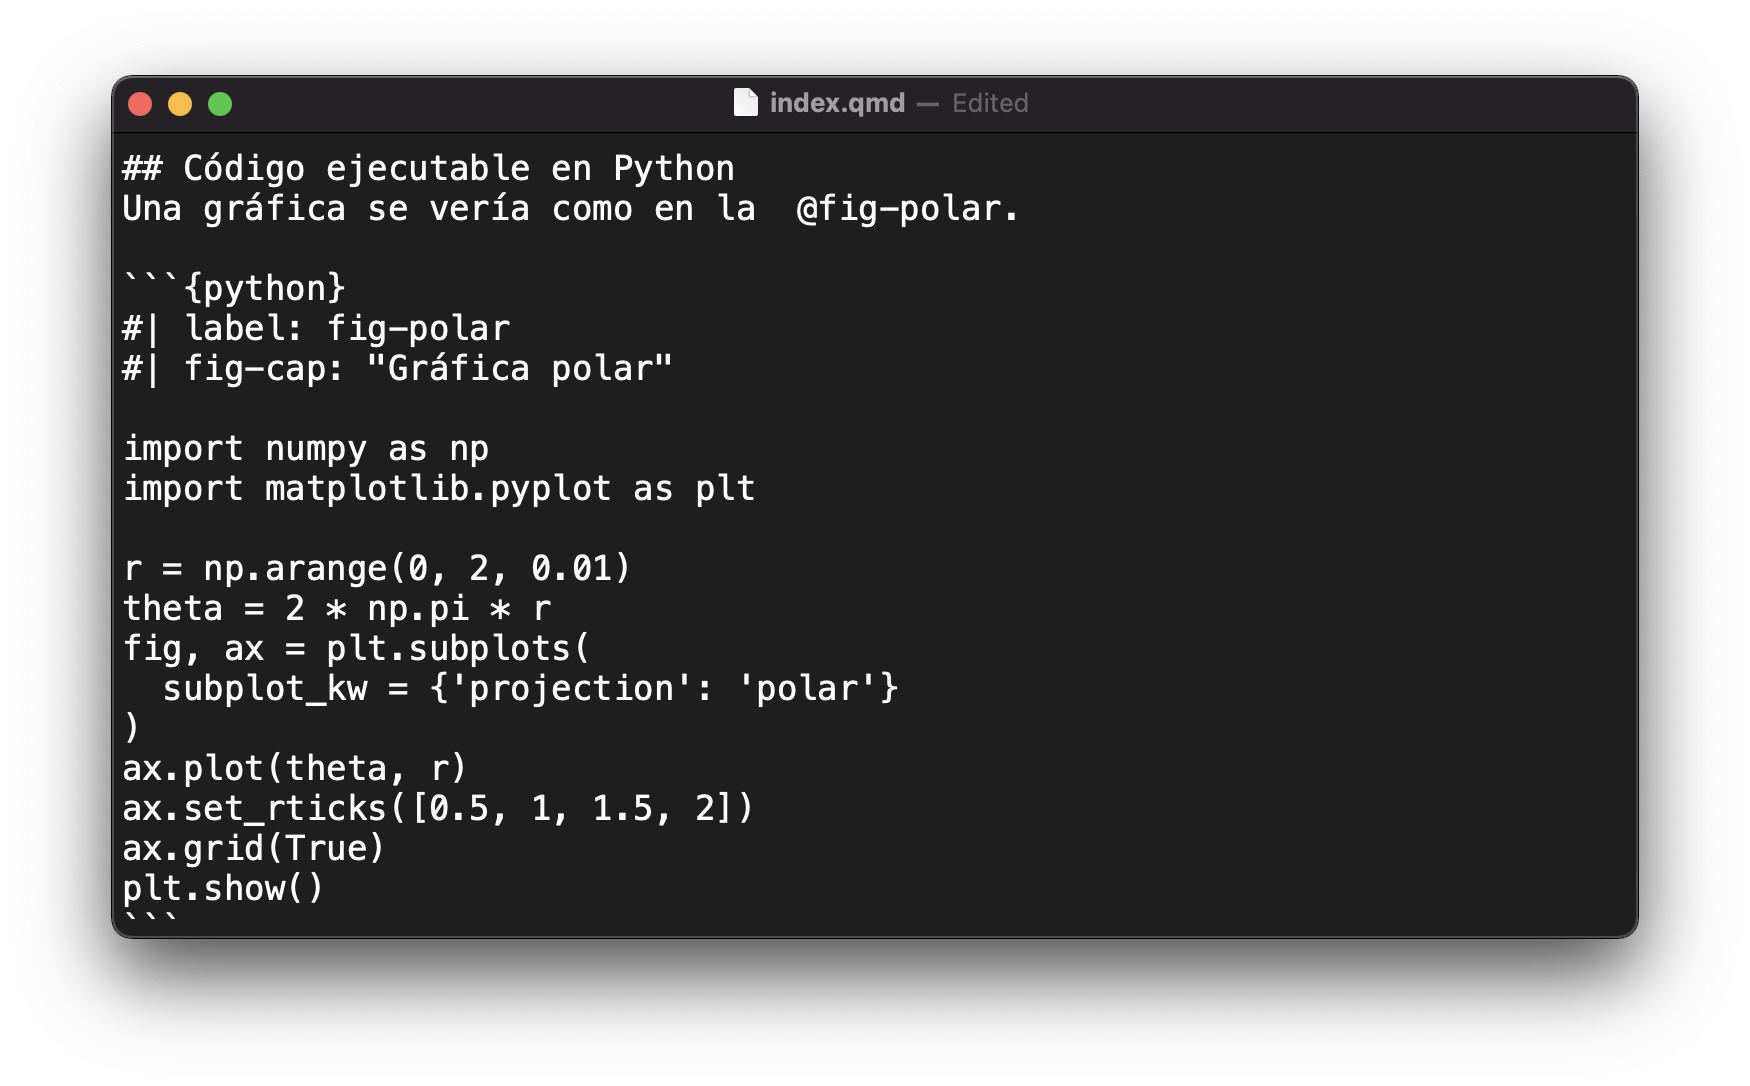 index.qmd — Edited
## Código ejecutable en Python
Una gráfica se vería como en la  @fig-polar.

```{python}
#| label: fig-polar
#| fig-cap: "Gráfica polar"

import numpy as np
import matplotlib.pyplot as plt

r = np.arange(0, 2, 0.01)
theta = 2 * np.pi * r
fig, ax = plt.subplots(
  subplot_kw = {'projection': 'polar'}
)
ax.plot(theta, r)
ax.set_rticks([0.5, 1, 1.5, 2])
ax.grid(True)
plt.show()
```